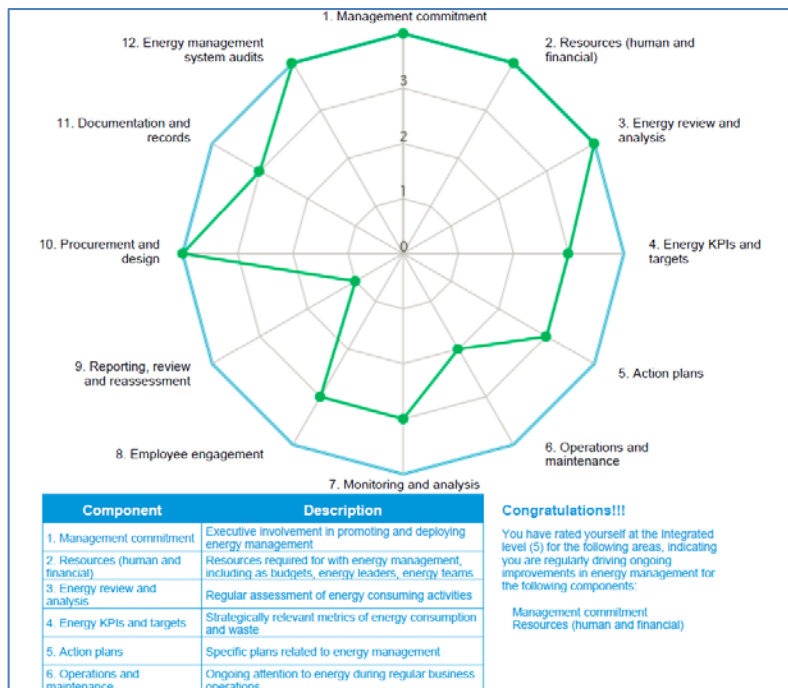 1. Management commitment
12. Energy management
system audits
2. Resources (human and
financial)
11. Documentation and
records
3. Energy review and
analysis
3
2
1
0
10. Procurement and
design
4. Energy KPIs and
targets
9. Reporting, review
and reassessment
5. Action plans
8. Employee engagement
6. Operations and
maintenance
7. Monitoring and analysis
Component
Description
1. Management commitment
Executive involvement in promoting and deploying
energy management
2. Resources (human and
financial)
Resources required for with energy management,
including as budgets, energy leaders, energy teams
3. Energy review and
analysis
Regular assessment of energy consuming activities
4. Energy KPIs and targets
Strategically relevant metrics of energy consumption
and waste
5. Action plans
Specific plans related to energy management
6. Operations and
maintenance
Ongoing attention to energy during regular business
operations
Congratulations!!!
You have rated yourself at the Integrated
level (5) for the following areas, indicating
you are regularly driving ongoing
improvements in energy management for
the following components:
Management commitment
Resources (human and financial)